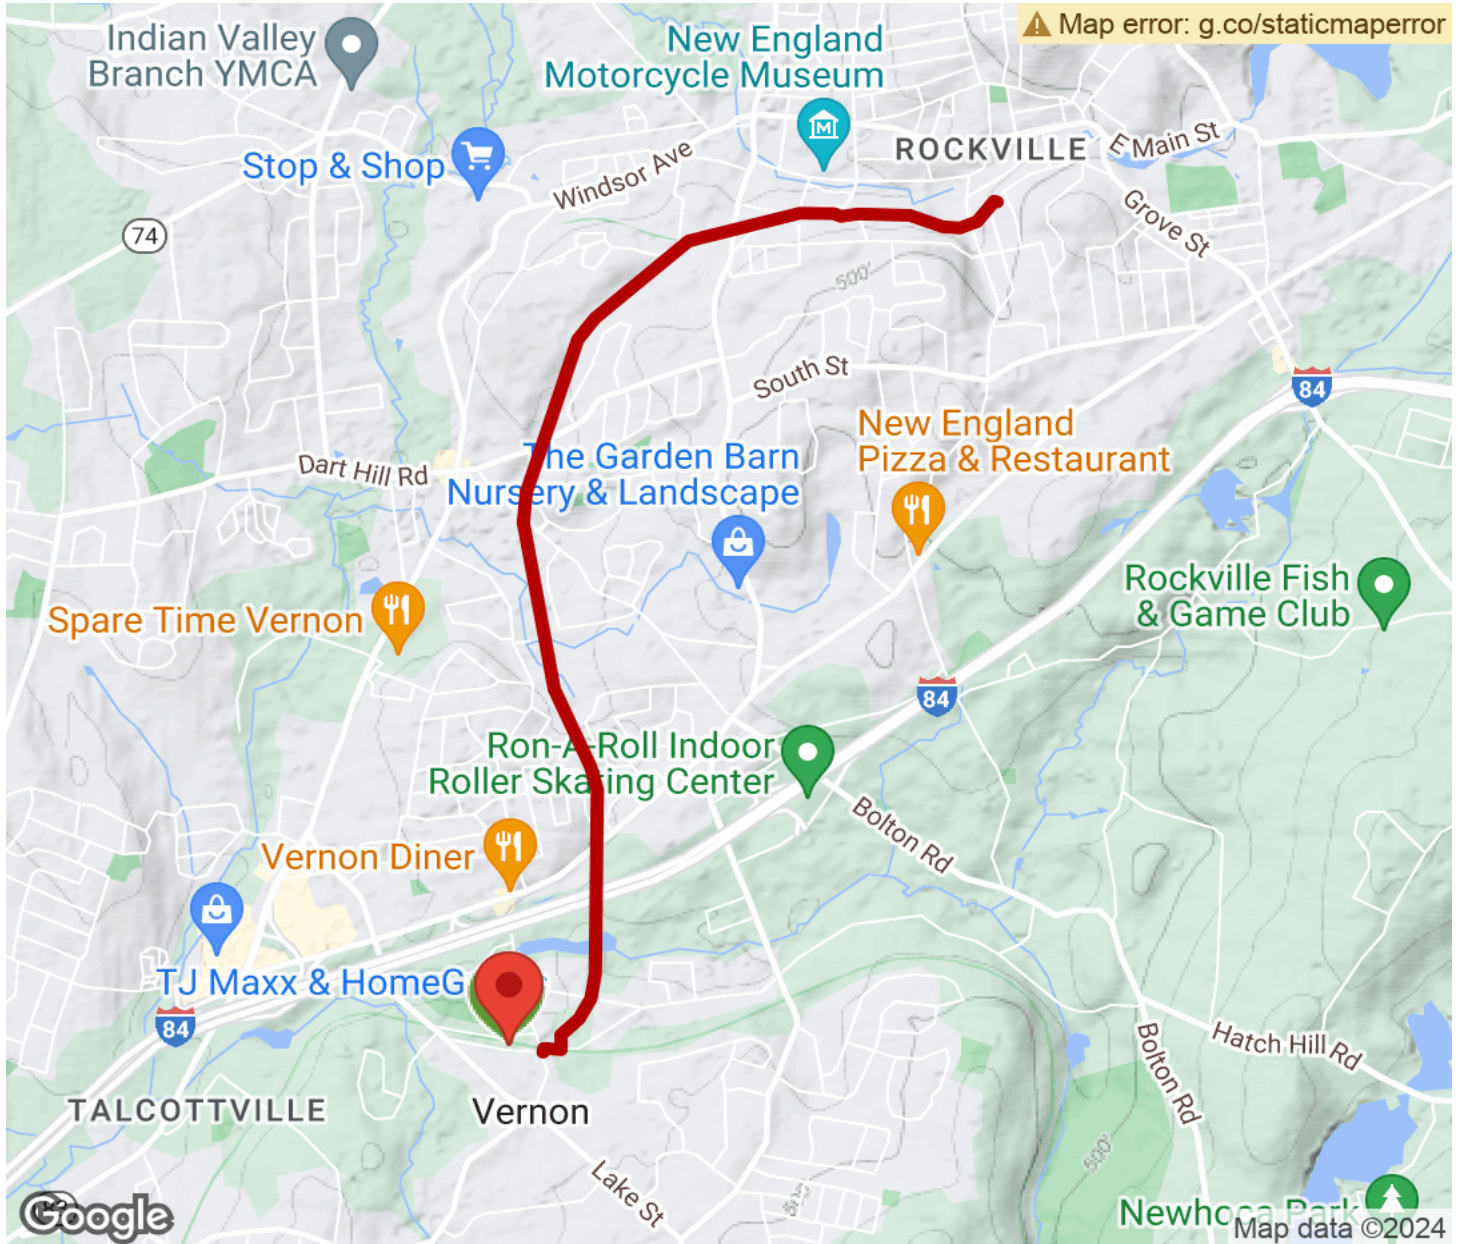 Indian Valley
Branch YMCA
New England
Motorcycle Museum
Map error: g.co/staticmaperror
Stop & Shop
Windsor Ave
ROCKVILLE
E Main St
Grove St
74
500'
South St
84
New England
Pizza & Restaurant
Dart Hill Rd
The Garden Barn
Nursery & Landscape
Rockville Fish
& Game Club
Spare Time Vernon
84
Ron-A-Roll Indoor
Roller Skating Center
Bolton Rd
Vernon Diner
TJ Maxx & HomeG
84
Hatch Hill Rd
Bolton Rd
TALCOTTVILLE
Vernon
500'
Lake St
Newhoca Park
Google
Map data ©2024